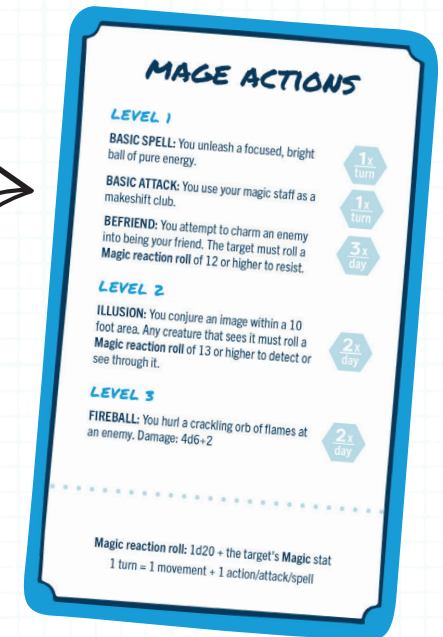 MAGE ACTIONS
LEVEL 1
BASIC SPELL: You unleash a focused, bright
ball of pure energy.
1x
turn
BASIC ATTACK: You use your magic staff as a
makeshift club.
1x
turn
BEFRIEND: You attempt to charm an enemy
into being your friend. The target must roll a
Magic reaction roll of 12 or higher to resist.
3x
day
LEVEL 2
ILLUSION: You conjure an image within a 10
foot area. Any creature that sees it must roll a
Magic reaction roll of 13 or higher to detect or
see through it.
2x
day
LEVEL 3
FIREBALL: You hurl a crackling orb of flames at
an enemy. Damage: 4d6+2
2x
day
Magic reaction roll: 1d20 + the target's Magic stat
1 turn = 1 movement + 1 action/attack/spell